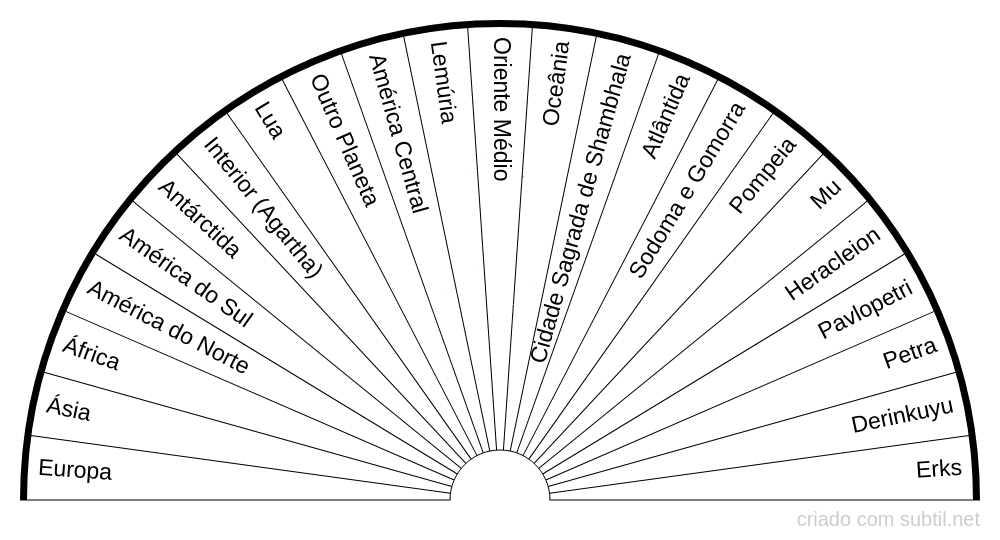 Europa
Ásia
África
América do Norte
América do Sul
Antárctida
Interior (Agartha)
Lua
Outro Planeta
América Central
Lemúria
Oriente Médio
Oceânia
Cidade Sagrada de Shambhala
Atlântida
Sodoma e Gomorra
Pompeia
Mu
Heracleion
Pavlopetri
Petra
Derinkuyu
Erks
criado com subtil.net